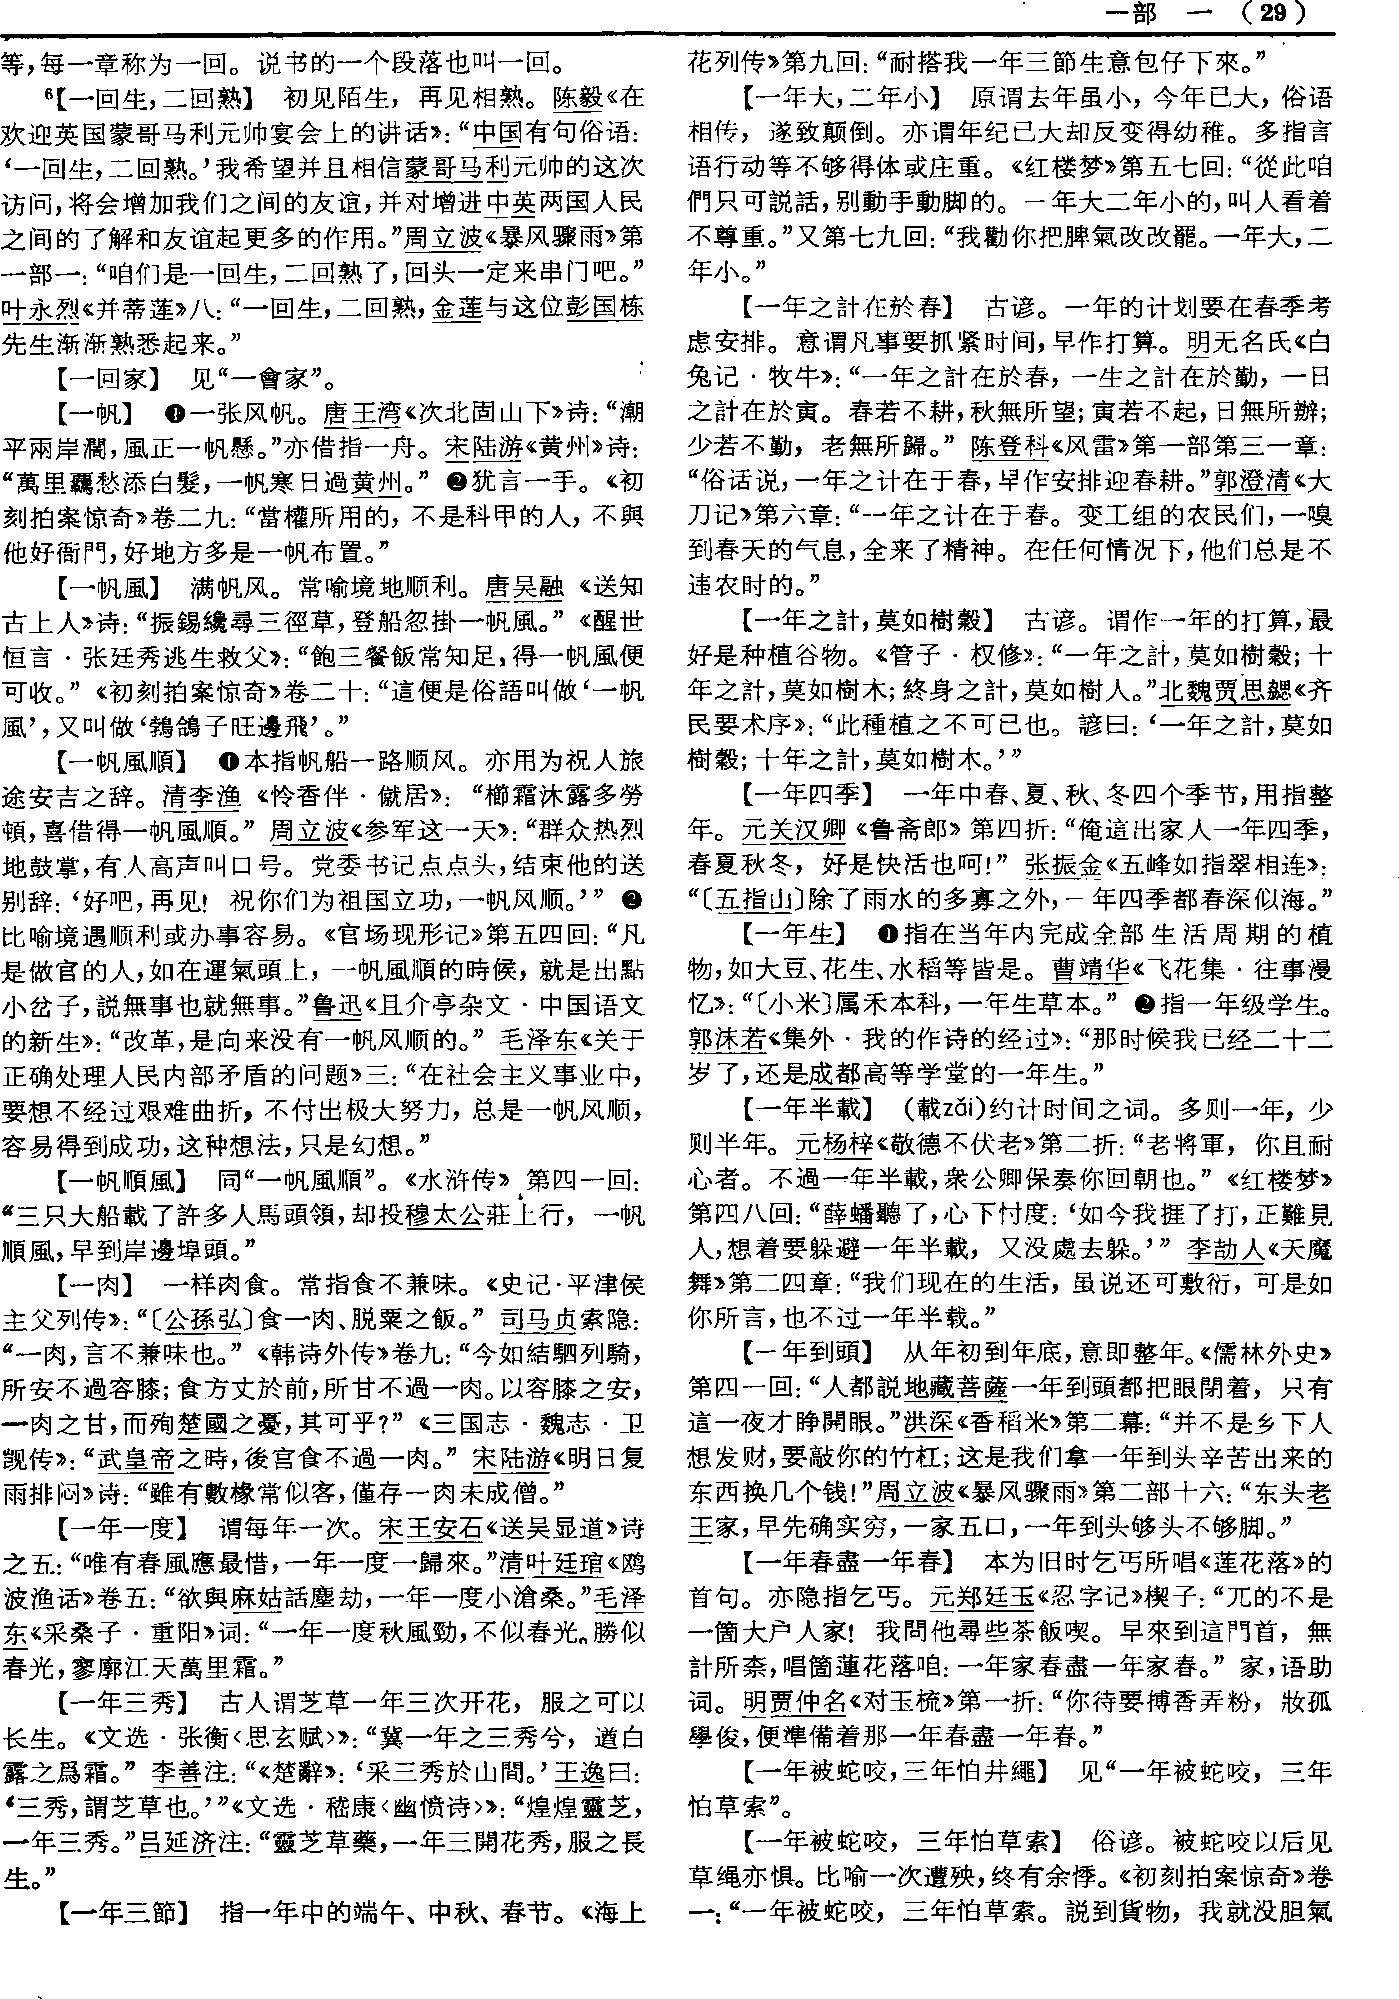 一部 一 （29）
等，每一章称为一回。说书的一个段落也叫一回。
⁶【一回生，二回熟】 初见陌生，再见相熟。陈毅《在
欢迎英国蒙哥马利元帅宴会上的讲话》：“中国有句俗语：
‘一回生，二回熟。’我希望并且相信蒙哥马利元帅的这次
访问，将会增加我们之间的友谊，并对增进中英两国人民
之间的了解和友谊起更多的作用。”周立波《暴风骤雨》第
一部一：“咱们是一回生，二回熟了，回头一定来串门吧。”
叶永烈《并蒂莲》八：“一回生，二回熟，金莲与这位彭国栋
先生渐渐熟悉起来。”
【一回家】 见“一會家”。
【一帆】 ❶一张风帆。唐王湾《次北固山下》诗：“潮
平兩岸濶，風正一帆懸。”亦借指一舟。宋陆游《黄州》诗：
“萬里羈愁添白髮，一帆寒日過黄州。” ❷犹言一手。《初
刻拍案惊奇》卷二九：“當權所用的，不是科甲的人，不與
他好衙門，好地方多是一帆布置。”
【一帆風】 满帆风。常喻境地顺利。唐吴融《送知
古上人》诗：“振錫纔尋三徑草，登船忽掛一帆風。”《醒世
恒言·张廷秀逃生救父》：“飽三餐飯常知足，得一帆風便
可收。”《初刻拍案惊奇》卷二十：“這便是俗語叫做‘一帆
風’，又叫做‘鵓鴿子旺邊飛’。”
【一帆風順】 ❶本指帆船一路顺风。亦用为祝人旅
途安吉之辞。清李渔《怜香伴·僦居》：“櫛霜沐露多勞
頓，喜借得一帆風順。”周立波《参军这一天》：“群众热烈
地鼓掌，有人高声叫口号。党委书记点点头，结束他的送
别辞：‘好吧，再见！祝你们为祖国立功，一帆风顺。’” ❷
比喻境遇顺利或办事容易。《官场现形记》第五四回：“凡
是做官的人，如在運氣頭上，一帆風順的時候，就是出點
小岔子，説無事也就無事。”鲁迅《且介亭杂文·中国语文
的新生》：“改革，是向来没有一帆风顺的。”毛泽东《关于
正确处理人民内部矛盾的问题》三：“在社会主义事业中，
要想不经过艰难曲折，不付出极大努力，总是一帆风顺，
容易得到成功，这种想法，只是幻想。”
【一帆順風】 同“一帆風順”。《水浒传》第四一回：
“三只大船載了許多人馬頭領，却投穆太公莊上行，一帆
順風，早到岸邊埠頭。”
【一肉】 一样肉食。常指食不兼味。《史记·平津侯
主父列传》：“〔公孫弘〕食一肉、脱粟之飯。”司马贞索隐：
“一肉，言不兼味也。”《韩诗外传》卷九：“今如結駟列騎，
所安不過容膝；食方丈於前，所甘不過一肉。以容膝之安，
一肉之甘，而殉楚國之憂，其可乎？”《三国志·魏志·卫
觊传》：“武皇帝之時，後宫食不過一肉。”宋陆游《明日复
雨排闷》诗：“雖有數椽常似客，僅存一肉未成僧。”
【一年一度】 谓每年一次。宋王安石《送吴显道》诗
之五：“唯有春風應最惜，一年一度一歸來。”清叶廷琯《鸥
波渔话》卷五：“欲與麻姑話塵劫，一年一度小滄桑。”毛泽
东《采桑子·重阳》词：“一年一度秋風勁，不似春光。勝似
春光，寥廓江天萬里霜。”
【一年三秀】 古人谓芝草一年三次开花，服之可以
长生。《文选·张衡〈思玄赋〉》：“冀一年之三秀兮，遒白
露之爲霜。”李善注：“《楚辭》：‘采三秀於山間。’王逸曰：
‘三秀，謂芝草也。’”《文选·嵇康〈幽愤诗〉》：“煌煌靈芝，
一年三秀。”吕延济注：“靈芝草藥，一年三開花秀，服之長
生。”
【一年三節】 指一年中的端午、中秋、春节。《海上
花列传》第九回：“耐搭我一年三節生意包仔下來。”
【一年大，二年小】 原谓去年虽小，今年已大，俗语
相传，遂致颠倒。亦谓年纪已大却反变得幼稚。多指言
语行动等不够得体或庄重。《红楼梦》第五七回：“從此咱
們只可説話，别動手動脚的。一年大二年小的，叫人看着
不尊重。”又第七九回：“我勸你把脾氣改改罷。一年大，二
年小。”
【一年之計在於春】 古谚。一年的计划要在春季考
虑安排。意谓凡事要抓紧时间，早作打算。明无名氏《白
兔记·牧牛》：“一年之計在於春，一生之計在於勤，一日
之計在於寅。春若不耕，秋無所望；寅若不起，日無所辦；
少若不勤，老無所歸。”陈登科《风雷》第一部第三一章：
“俗话说，一年之计在于春，早作安排迎春耕。”郭澄清《大
刀记》第六章：“一年之计在于春。变工组的农民们，一嗅
到春天的气息，全来了精神。在任何情况下，他们总是不
违农时的。”
【一年之計，莫如樹穀】 古谚。谓作一年的打算，最
好是种植谷物。《管子·权修》：“一年之計，莫如樹穀；十
年之計，莫如樹木；終身之計，莫如樹人。”北魏贾思勰《齐
民要术序》：“此種植之不可已也。諺曰：‘一年之計，莫如
樹穀；十年之計，莫如樹木。’”
【一年四季】 一年中春、夏、秋、冬四个季节，用指整
年。元关汉卿《鲁斋郎》第四折：“俺這出家人一年四季，
春夏秋冬，好是快活也呵！”张振金《五峰如指翠相连》：
“〔五指山〕除了雨水的多寡之外，一年四季都春深似海。”
【一年生】 ❶指在当年内完成全部生活周期的植
物，如大豆、花生、水稻等皆是。曹靖华《飞花集·往事漫
忆》：“〔小米〕属禾本科，一年生草本。” ❷指一年级学生。
郭沫若《集外·我的作诗的经过》：“那时候我已经二十二
岁了，还是成都高等学堂的一年生。”
【一年半載】 （載zǎi）约计时间之词。多则一年，少
则半年。元杨梓《敬德不伏老》第二折：“老将軍，你且耐
心者。不過一年半載，衆公卿保奏你回朝也。”《红楼梦》
第四八回：“薛蟠聽了，心下忖度：‘如今我捱了打，正難見
人，想着要躲避一年半載，又没處去躲。’”李劼人《天魔
舞》第二四章：“我们现在的生活，虽说还可敷衍，可是如
你所言，也不过一年半载。”
【一年到頭】 从年初到年底，意即整年。《儒林外史》
第四一回：“人都説地藏菩薩一年到頭都把眼閉着，只有
這一夜才睁開眼。”洪深《香稻米》第二幕：“并不是乡下人
想发财，要敲你的竹杠；这是我们拿一年到头辛苦出来的
东西换几个钱！”周立波《暴风骤雨》第二部十六：“东头老
王家，早先确实穷，一家五口，一年到头够头不够脚。”
【一年春盡一年春】 本为旧时乞丐所唱《莲花落》的
首句。亦隐指乞丐。元郑廷玉《忍字记》楔子：“兀的不是
一箇大户人家！我問他尋些茶飯喫。早來到這門首，無
計所柰，唱箇蓮花落咱：一年家春盡一年家春。”家，语助
词。明贾仲名《对玉梳》第一折：“你待要搏香弄粉，妝孤
學俊，便準備着那一年春盡一年春。”
【一年被蛇咬，三年怕井繩】 见“一年被蛇咬，三年
怕草索”。
【一年被蛇咬，三年怕草索】 俗谚。被蛇咬以后见
草绳亦惧。比喻一次遭殃，终有余悸。《初刻拍案惊奇》卷
一：“一年被蛇咬，三年怕草索。説到貨物，我就没胆氣